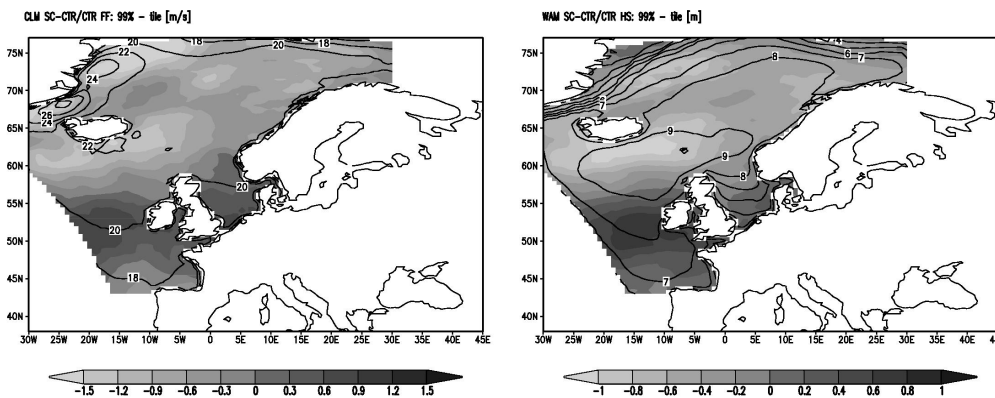 CLM SC-CTR/CTR FF: 99% - tile [m/s]
18 20 18
20
22
24
26
24
22
20
20
18
75N
70N
65N
60N
55N
50N
45N
40N
30W 25W 20W 15W 10W 5W 0 5E 10E 15E 20E 25E 30E 35E 40E 45E
-1.5 -1.2 -0.9 -0.6 -0.3 0 0.3 0.6 0.9 1.2 1.5
WAM SC-CTR/CTR HS: 99% - tile [m]
4
6
7
8
7
9
9
8
7
75N
70N
65N
60N
55N
50N
45N
40N
30W 25W 20W 15W 10W 5W 0 5E 10E 15E 20E 25E 30E 35E 40E
-1 -0.8 -0.6 -0.4 -0.2 0 0.2 0.4 0.6 0.8 1